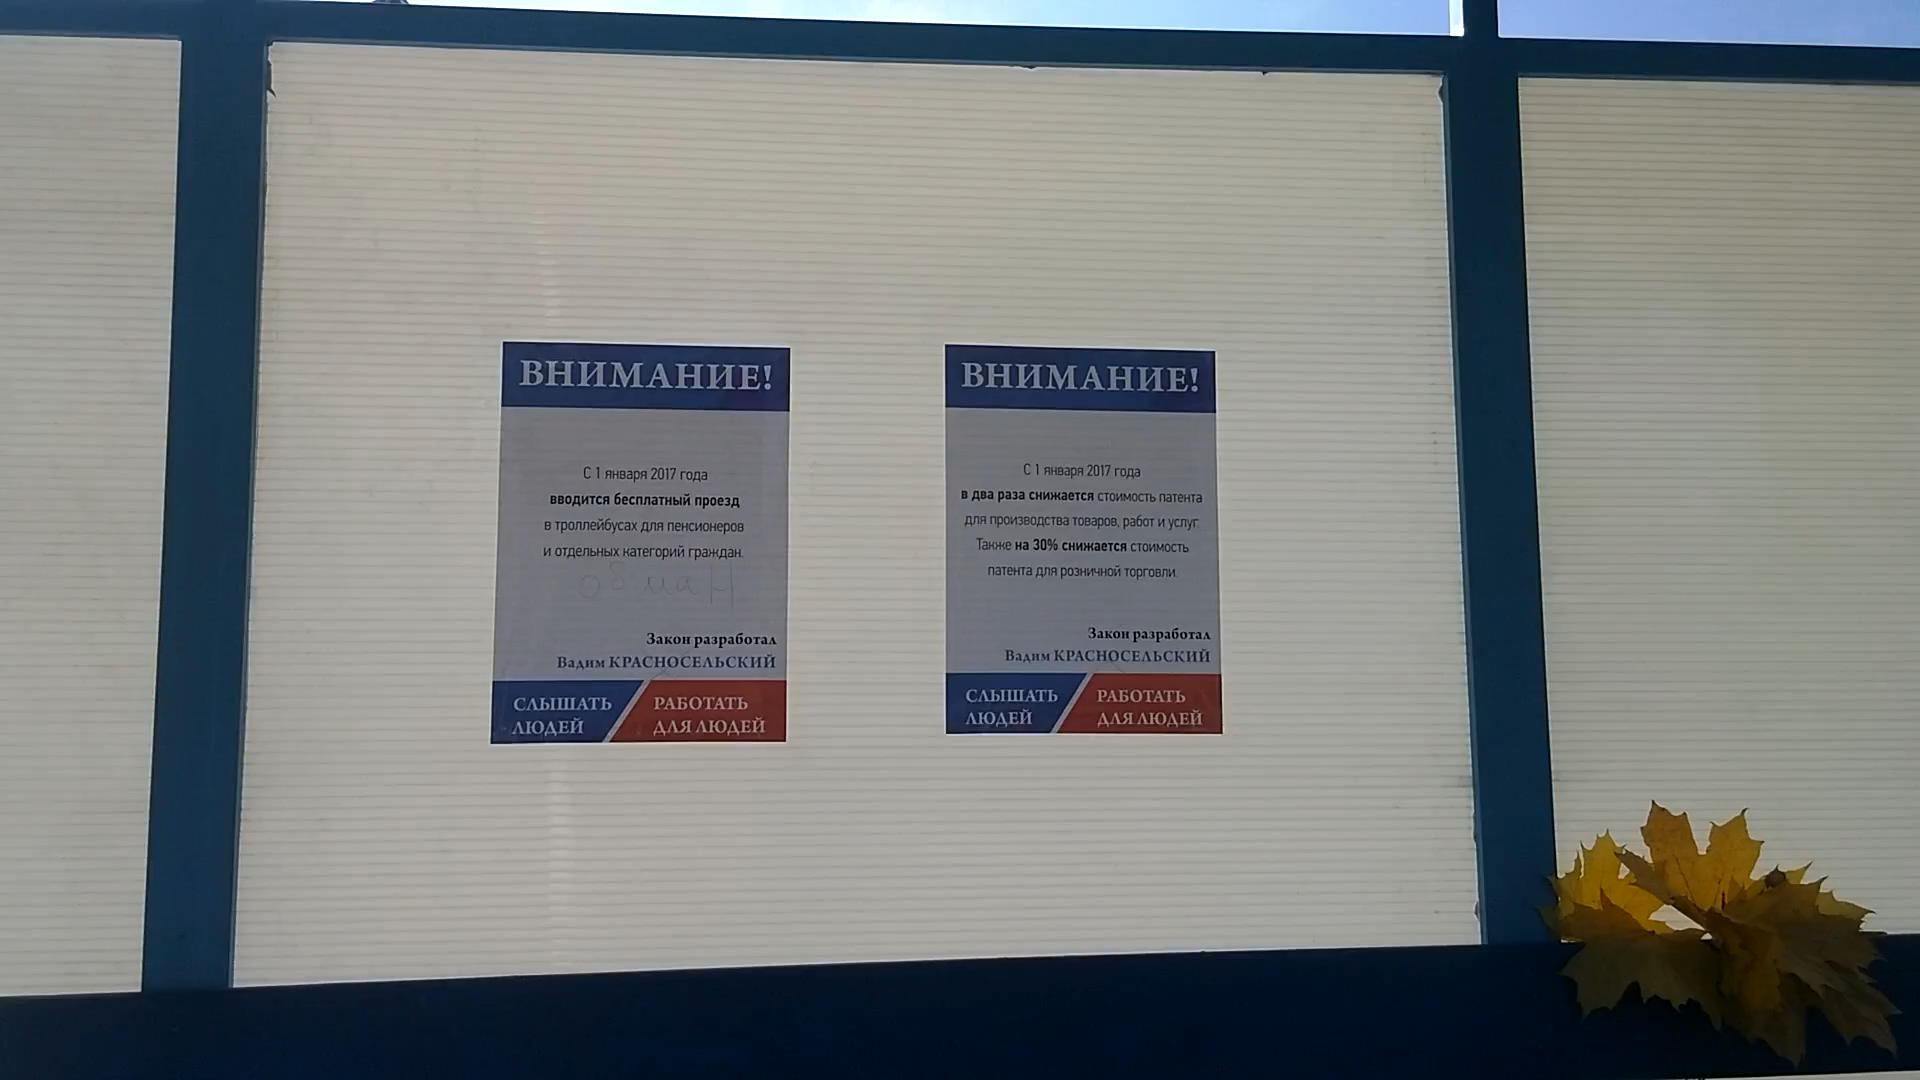 ВНИМАНИЕ!
С 1 января 2017 года
вводится бесплатный проезд
в троллейбусах для пенсионеров
и отдельных категорий граждан.
обман
Закон разработал
Вадим КРАСНОСЕЛЬСКИЙ
СЛЫШАТЬ
ЛЮДЕЙ
РАБОТАТЬ
ДЛЯ ЛЮДЕЙ
ВНИМАНИЕ!
С 1 января 2017 года
в два раза снижается стоимость патента
для производства товаров, работ и услуг.
Также на 30% снижается стоимость
патента для розничной торговли.
Закон разработал
Вадим КРАСНОСЕЛЬСКИЙ
СЛЫШАТЬ
ЛЮДЕЙ
РАБОТАТЬ
ДЛЯ ЛЮДЕЙ